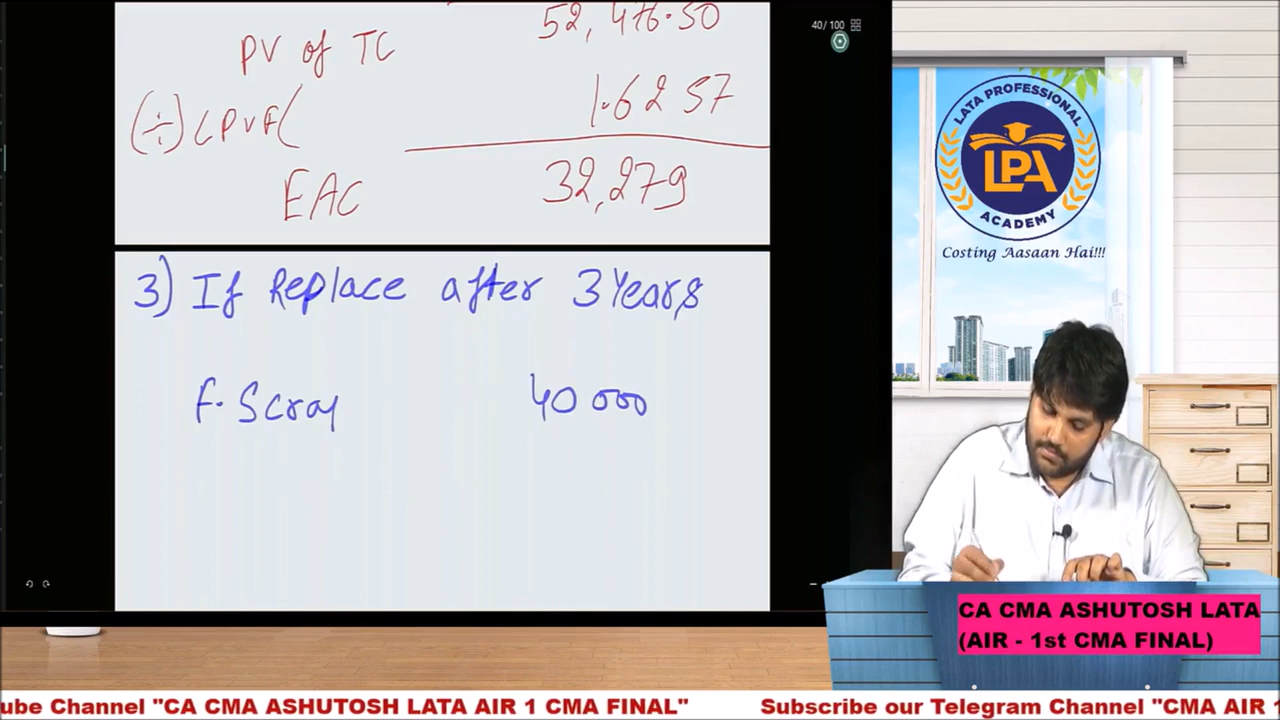 52,476.50
PV of TC
40/100
(÷) CPVF( 1.6257
EAC 32,279
3) If Replace after 3 Years
F. Scrap 40 000
LATA PROFESSIONAL
LPA
ACADEMY
Costing Aasaan Hai!!!
CA CMA ASHUTOSH LATA
(AIR - 1st CMA FINAL)
ube Channel "CA CMA ASHUTOSH LATA AIR 1 CMA FINAL" Subscribe our Telegram Channel "CMA AIR 1